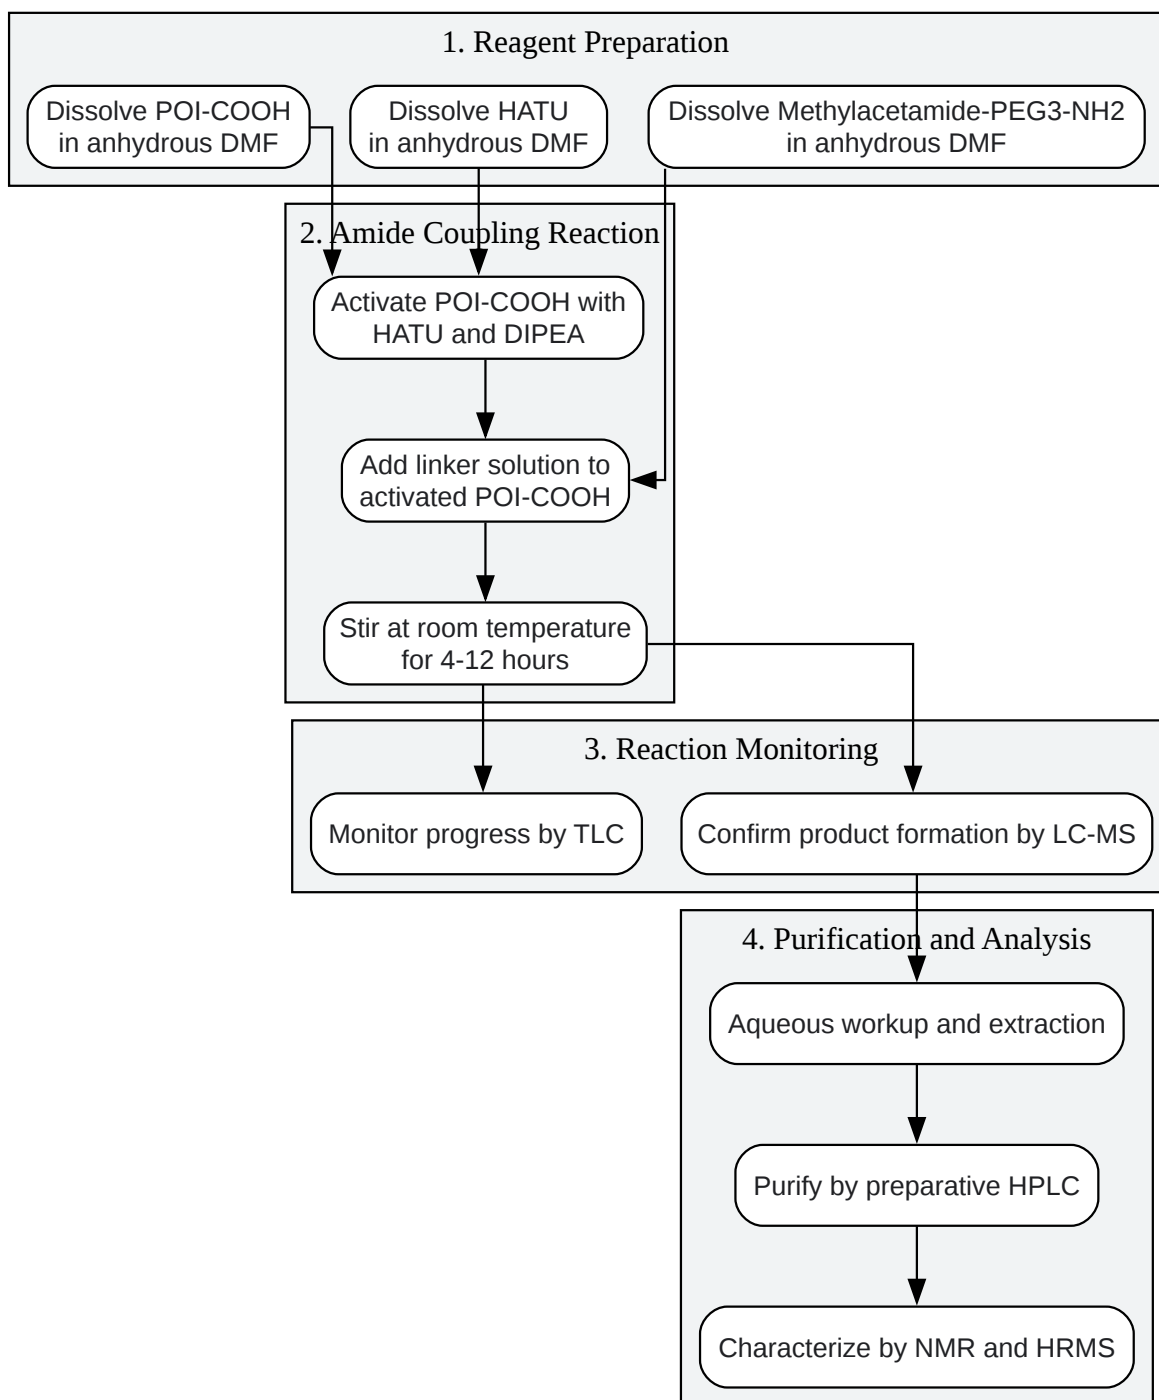 1. Reagent Preparation
Dissolve POI-COOH
in anhydrous DMF
Dissolve HATU
in anhydrous DMF
Dissolve Methylacetamide-PEG3-NH2
in anhydrous DMF
2. Amide Coupling Reaction
Activate POI-COOH with
HATU and DIPEA
Add linker solution to
activated POI-COOH
Stir at room temperature
for 4-12 hours
3. Reaction Monitoring
Monitor progress by TLC
Confirm product formation by LC-MS
4. Purification and Analysis
Aqueous workup and extraction
Purify by preparative HPLC
Characterize by NMR and HRMS